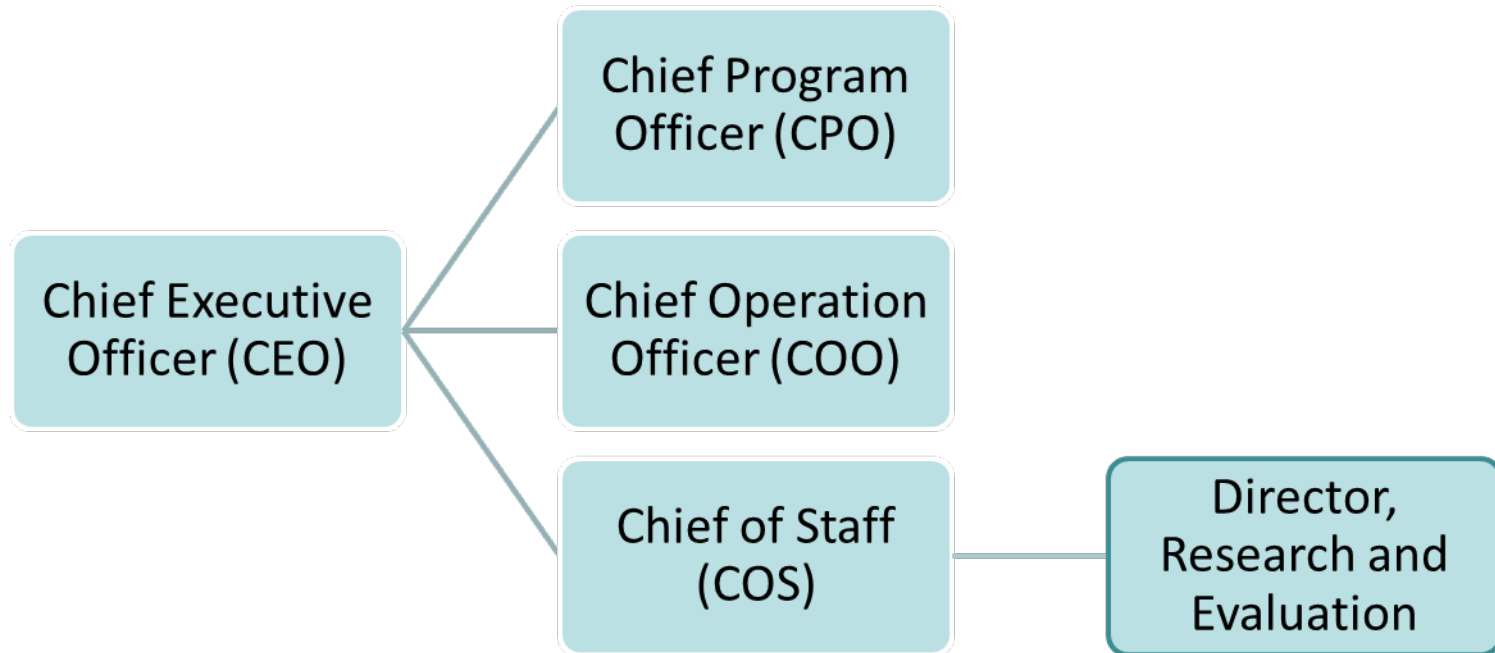 Chief Program
Officer (CPO)
Chief Executive
Officer (CEO)
Chief Operation
Officer (COO)
Chief of Staff
(COS)
Director,
Research and
Evaluation